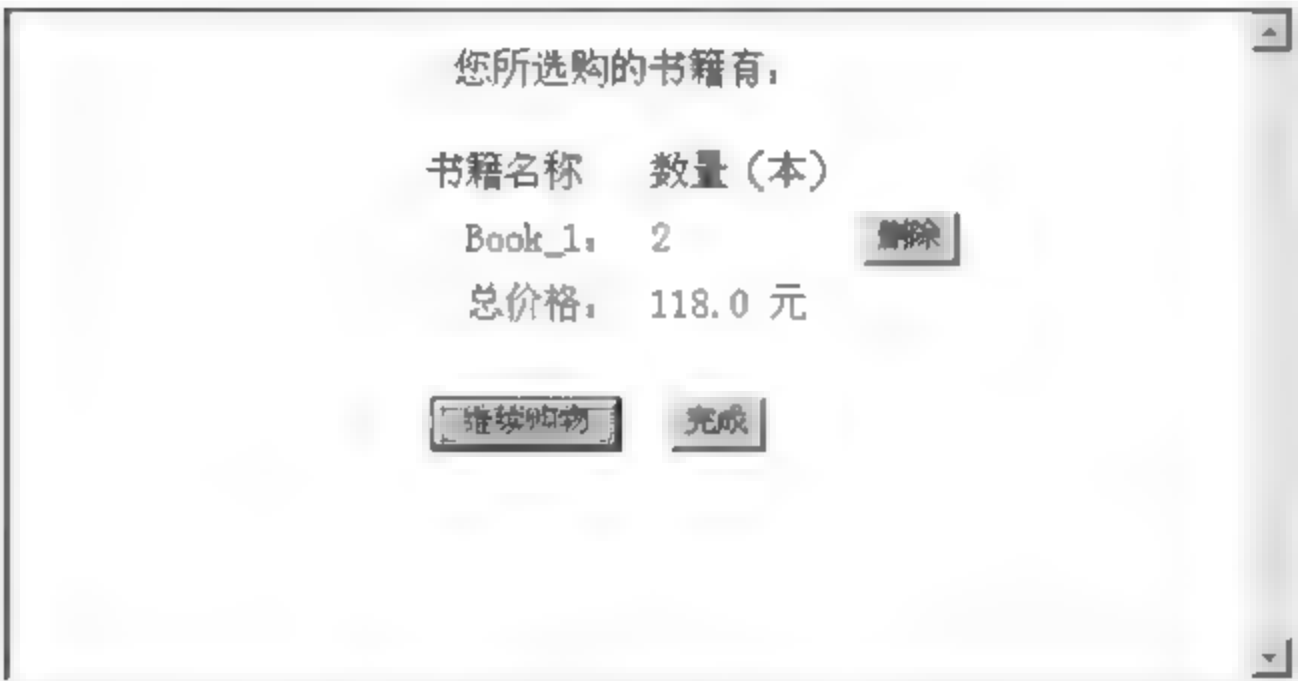 您所选购的书籍有：
书籍名称 数量（本）
Book_1： 2 删除
总价格： 118.0 元
继续购物 完成